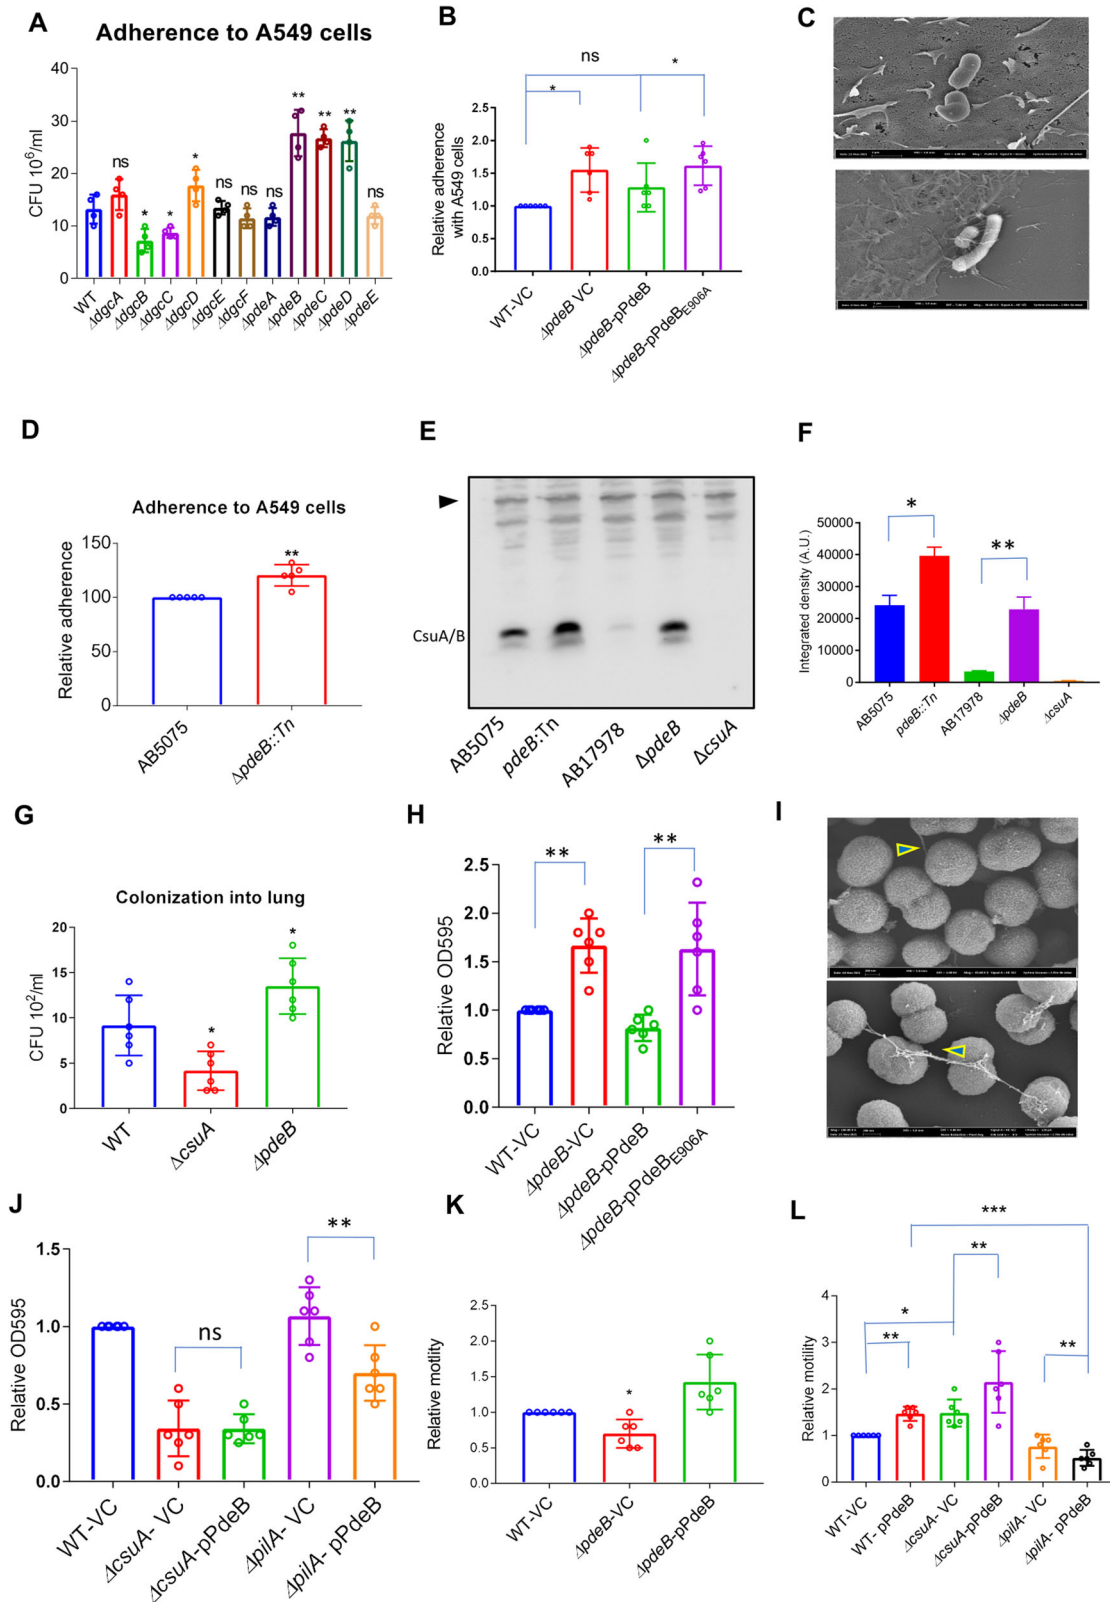 A
Adherence to A549 cells
CFU 10⁶/ml
40
30
20
10
0
ns
*
*
*
ns
ns
ns
**
**
**
ns
WT
ΔdgcA
ΔdgcB
ΔdgcC
ΔdgcD
ΔdgcE
ΔdgcF
ΔpdeA
ΔpdeB
ΔpdeC
ΔpdeD
ΔpdeE
B
Relative adherence
with A549 cells
2.5
2.0
1.5
1.0
0.5
0.0
ns
*
*
WT-VC
ΔpdeB VC
ΔpdeB-pPdeB
ΔpdeB-pPdeB_E906A
C
D
Adherence to A549 cells
Relative adherence
150
100
50
0
**
AB5075
ΔpdeB::Tn
E
CsuA/B
AB5075
pdeB:Tn
AB17978
ΔpdeB
ΔcsuA
F
Integrated density (A.U.)
50000
40000
30000
20000
10000
0
*
**
AB5075
pdeB::Tn
AB17978
ΔpdeB
ΔcsuA
G
Colonization into lung
CFU 10²/ml
20
15
10
5
0
*
*
WT
ΔcsuA
ΔpdeB
H
Relative OD595
2.5
2.0
1.5
1.0
0.5
0.0
**
**
WT-VC
ΔpdeB-VC
ΔpdeB-pPdeB
ΔpdeB-pPdeB_E906A
I
J
Relative OD595
1.5
1.0
0.5
0.0
ns
**
WT-VC
ΔcsuA- VC
ΔcsuA-pPdeB
ΔpilA- VC
ΔpilA- pPdeB
K
Relative motility
2.5
2.0
1.5
1.0
0.5
0.0
*
WT-VC
ΔpdeB-VC
ΔpdeB-pPdeB
L
Relative motility
4
3
2
1
0
***
**
*
**
**
WT-VC
WT- pPdeB
ΔcsuA- VC
ΔcsuA-pPdeB
ΔpilA- VC
ΔpilA- pPdeB